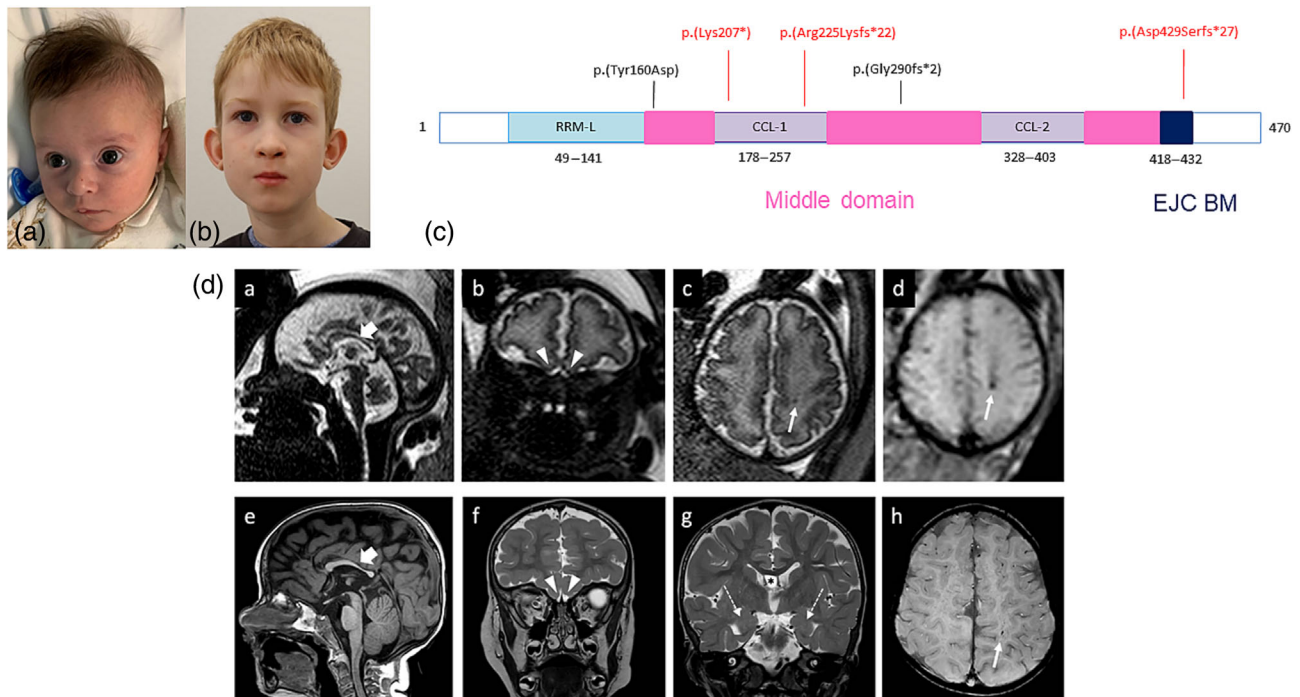 (a)
(b)
p.(Lys207*)
p.(Arg225Lysfs*22)
p.(Asp429Serfs*27)
p.(Tyr160Asp)
p.(Gly290fs*2)
1
RRM-L
CCL-1
CCL-2
470
49–141
178–257
328–403
418–432
Middle domain
EJC BM
(c)
(d)
a
b
c
d
e
f
g
*
h